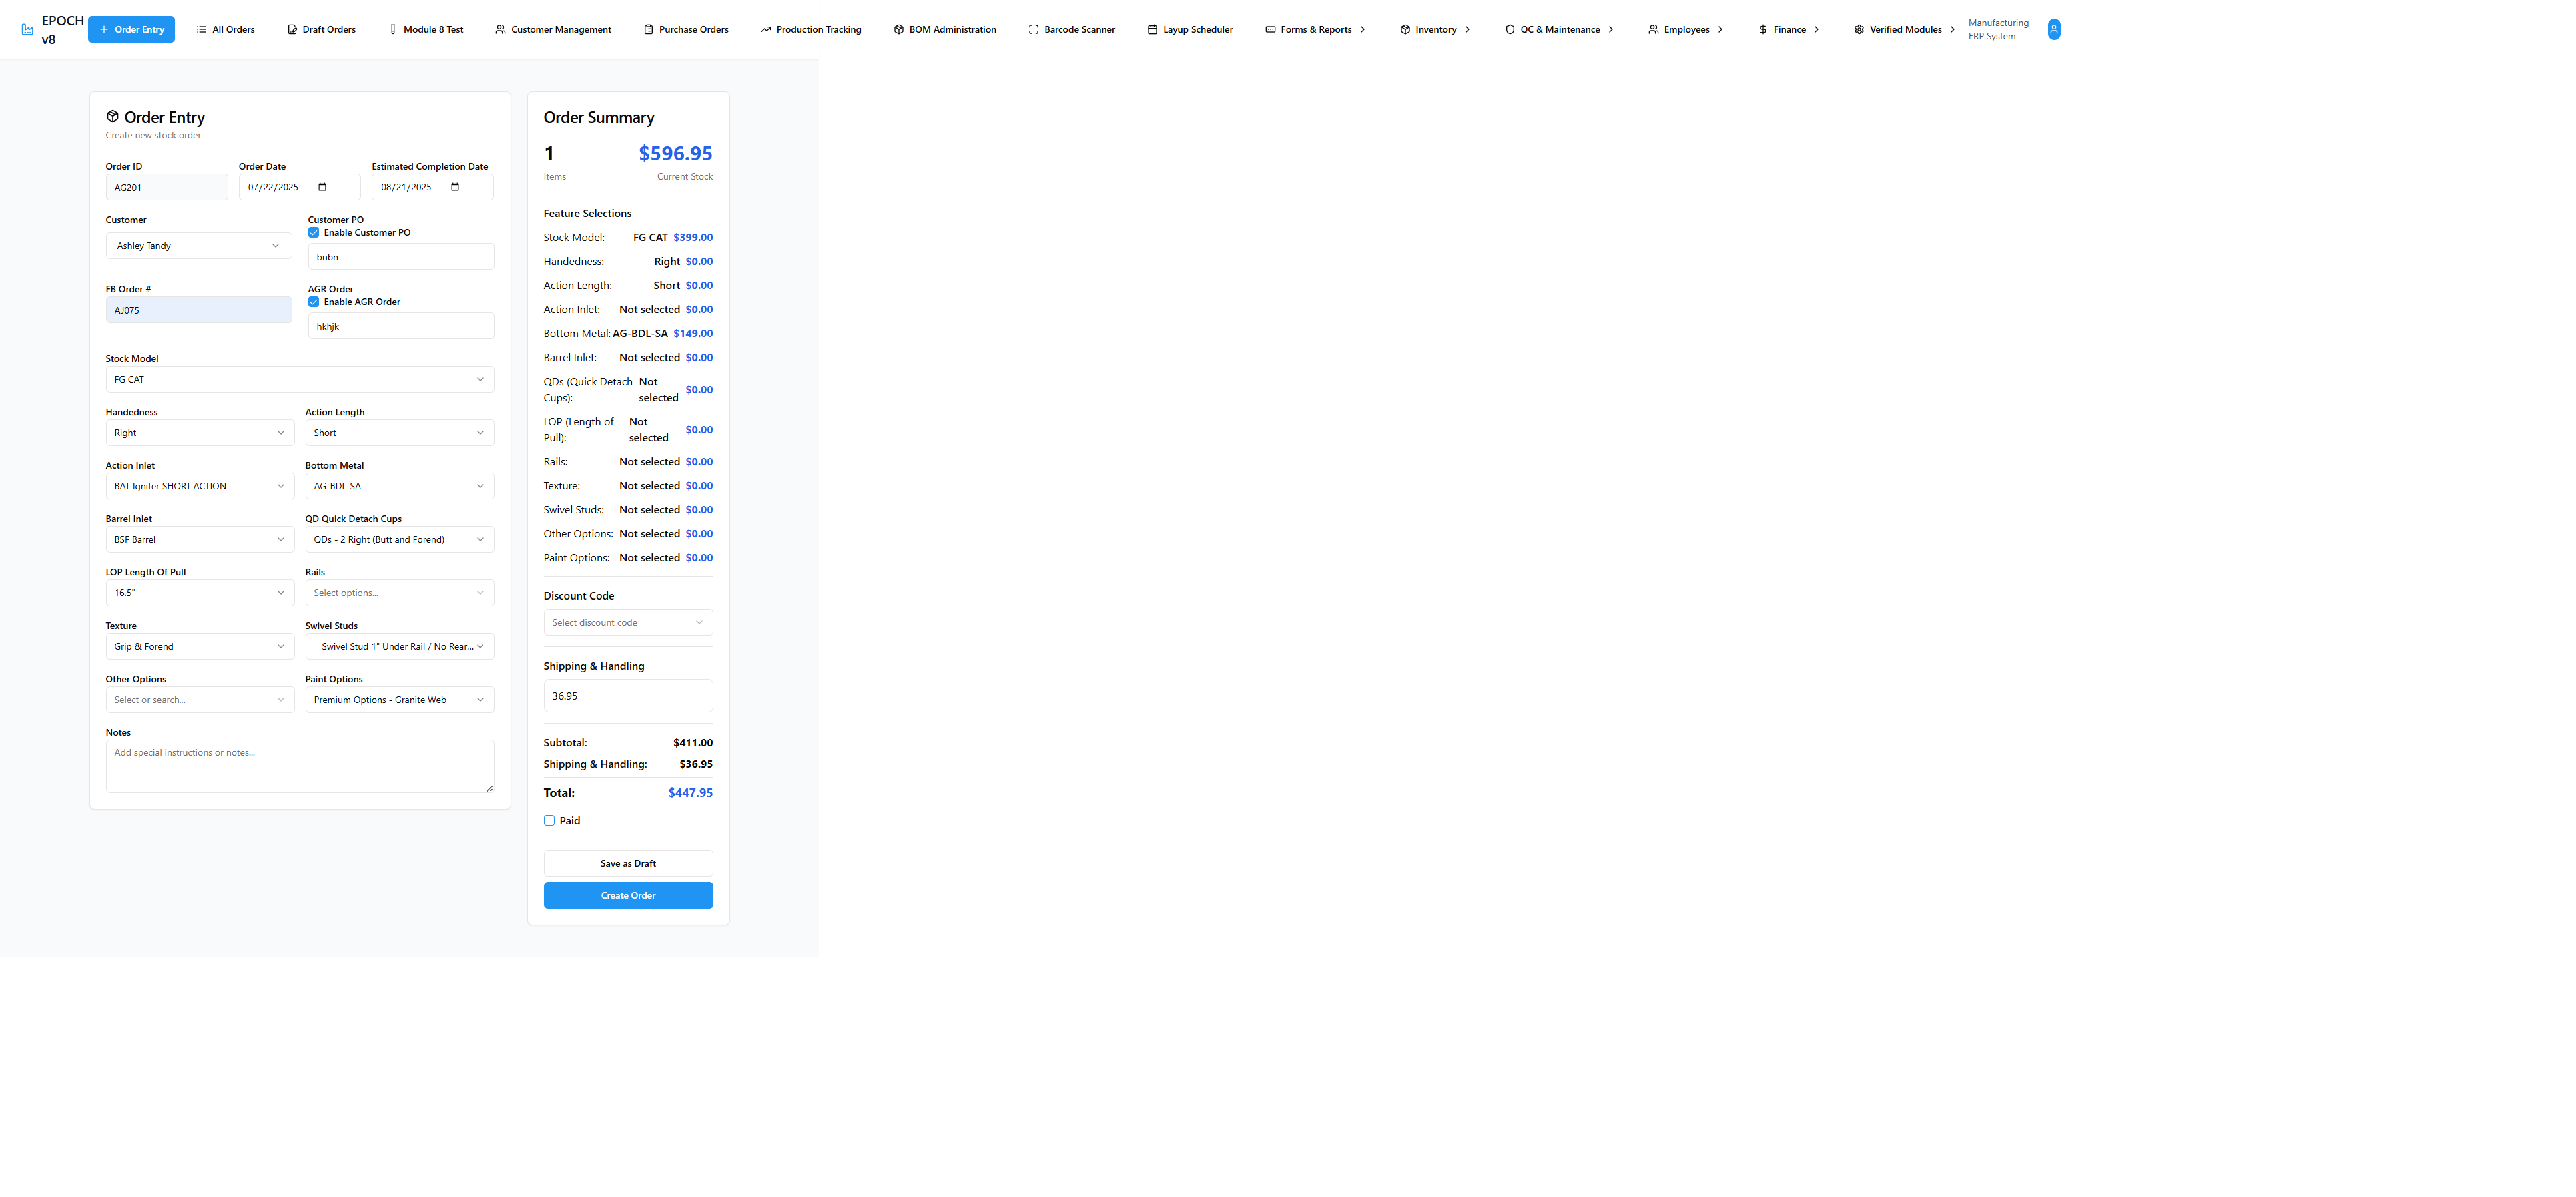 EPOCH v8
Order Entry
All Orders
Draft Orders
Module 8 Test
Customer Management
Purchase Orders
Production Tracking
BOM Administration
Barcode Scanner
Layup Scheduler
Forms & Reports
Inventory
QC & Maintenance
Employees
Finance
Verified Modules
Manufacturing
ERP System
Order Entry
Create new stock order
Order ID
AG201
Order Date
07/22/2025
Estimated Completion Date
08/21/2025
Customer
Ashley Tandy
Customer PO
Enable Customer PO
bnbn
FB Order #
AJ075
AGR Order
Enable AGR Order
hkhjk
Stock Model
FG CAT
Handedness
Right
Action Length
Short
Action Inlet
BAT Igniter SHORT ACTION
Bottom Metal
AG-BDL-SA
Barrel Inlet
BSF Barrel
QD Quick Detach Cups
QDs - 2 Right (Butt and Forend)
LOP Length Of Pull
16.5"
Rails
Select options...
Texture
Grip & Forend
Swivel Studs
Swivel Stud 1" Under Rail / No Rear...
Other Options
Select or search...
Paint Options
Premium Options - Granite Web
Notes
Add special instructions or notes...
Order Summary
1 $596.95
Items Current Stock
Feature Selections
Stock Model: FG CAT $399.00
Handedness: Right $0.00
Action Length: Short $0.00
Action Inlet: Not selected $0.00
Bottom Metal: AG-BDL-SA $149.00
Barrel Inlet: Not selected $0.00
QDs (Quick Detach Cups): Not selected $0.00
LOP (Length of Pull): Not selected $0.00
Rails: Not selected $0.00
Texture: Not selected $0.00
Swivel Studs: Not selected $0.00
Other Options: Not selected $0.00
Paint Options: Not selected $0.00
Discount Code
Select discount code
Shipping & Handling
36.95
Subtotal: $411.00
Shipping & Handling: $36.95
Total: $447.95
Paid
Save as Draft
Create Order